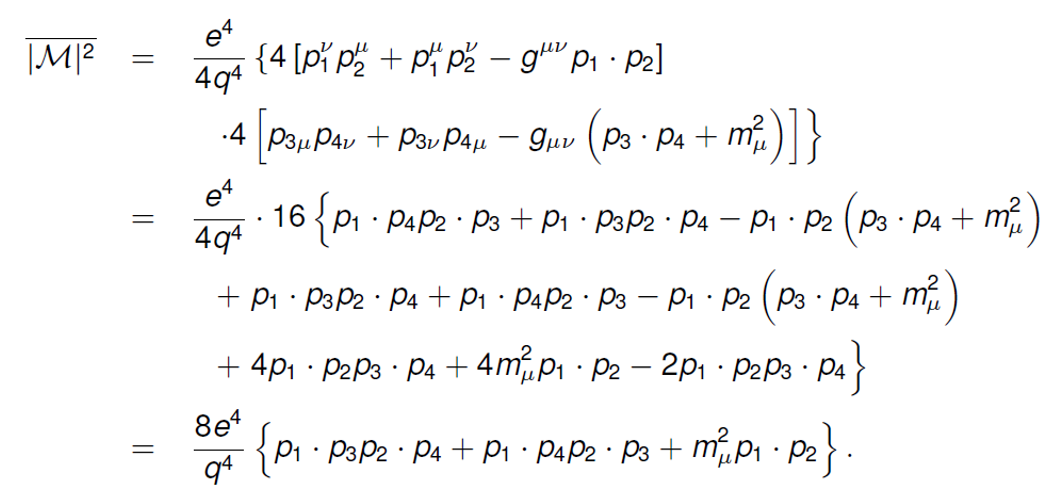 $\overline{|\mathcal{M}|^2} = \frac{e^4}{4q^4} \{4 [p_1^\nu p_2^\mu + p_1^\mu p_2^\nu - g^{\mu\nu} p_1 \cdot p_2]$
$\cdot 4 \left[ p_{3\mu} p_{4\nu} + p_{3\nu} p_{4\mu} - g_{\mu\nu} \left( p_3 \cdot p_4 + m_\mu^2 \right) \right] \}$
$= \frac{e^4}{4q^4} \cdot 16 \{ p_1 \cdot p_4 p_2 \cdot p_3 + p_1 \cdot p_3 p_2 \cdot p_4 - p_1 \cdot p_2 \left( p_3 \cdot p_4 + m_\mu^2 \right)$
$+ p_1 \cdot p_3 p_2 \cdot p_4 + p_1 \cdot p_4 p_2 \cdot p_3 - p_1 \cdot p_2 \left( p_3 \cdot p_4 + m_\mu^2 \right)$
$+ 4 p_1 \cdot p_2 p_3 \cdot p_4 + 4 m_\mu^2 p_1 \cdot p_2 - 2 p_1 \cdot p_2 p_3 \cdot p_4 \}$
$= \frac{8e^4}{q^4} \{ p_1 \cdot p_3 p_2 \cdot p_4 + p_1 \cdot p_4 p_2 \cdot p_3 + m_\mu^2 p_1 \cdot p_2 \} .$